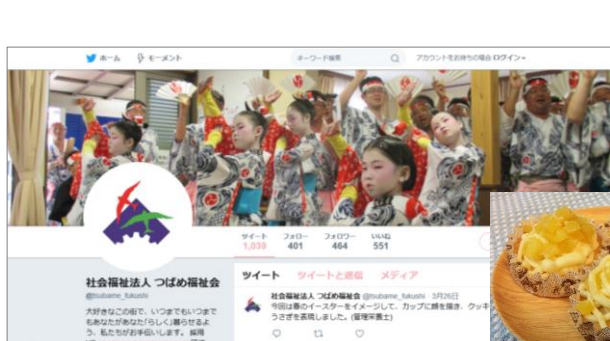 ホーム モーメント キーワード検索 アカウントをお持ちの場合 ログイン
ツイート フォロー フォロワー いいね
1,039 401 464 551
ツイート ツイートと返信 メディア
社会福祉法人 つばめ福祉会
@tsubame_fukushi
大好きなこの街で、いつまでもいつまで
もあなたがあなた「らしく」暮らせるよ
う、私たちがお手伝いします。 採用
社会福祉法人 つばめ福祉会 @tsubame_fukushi · 3月26日
今回は春のイースターをイメージして、カップに顔を描き、クッキ
うさぎを表現しました。(管理栄養士)